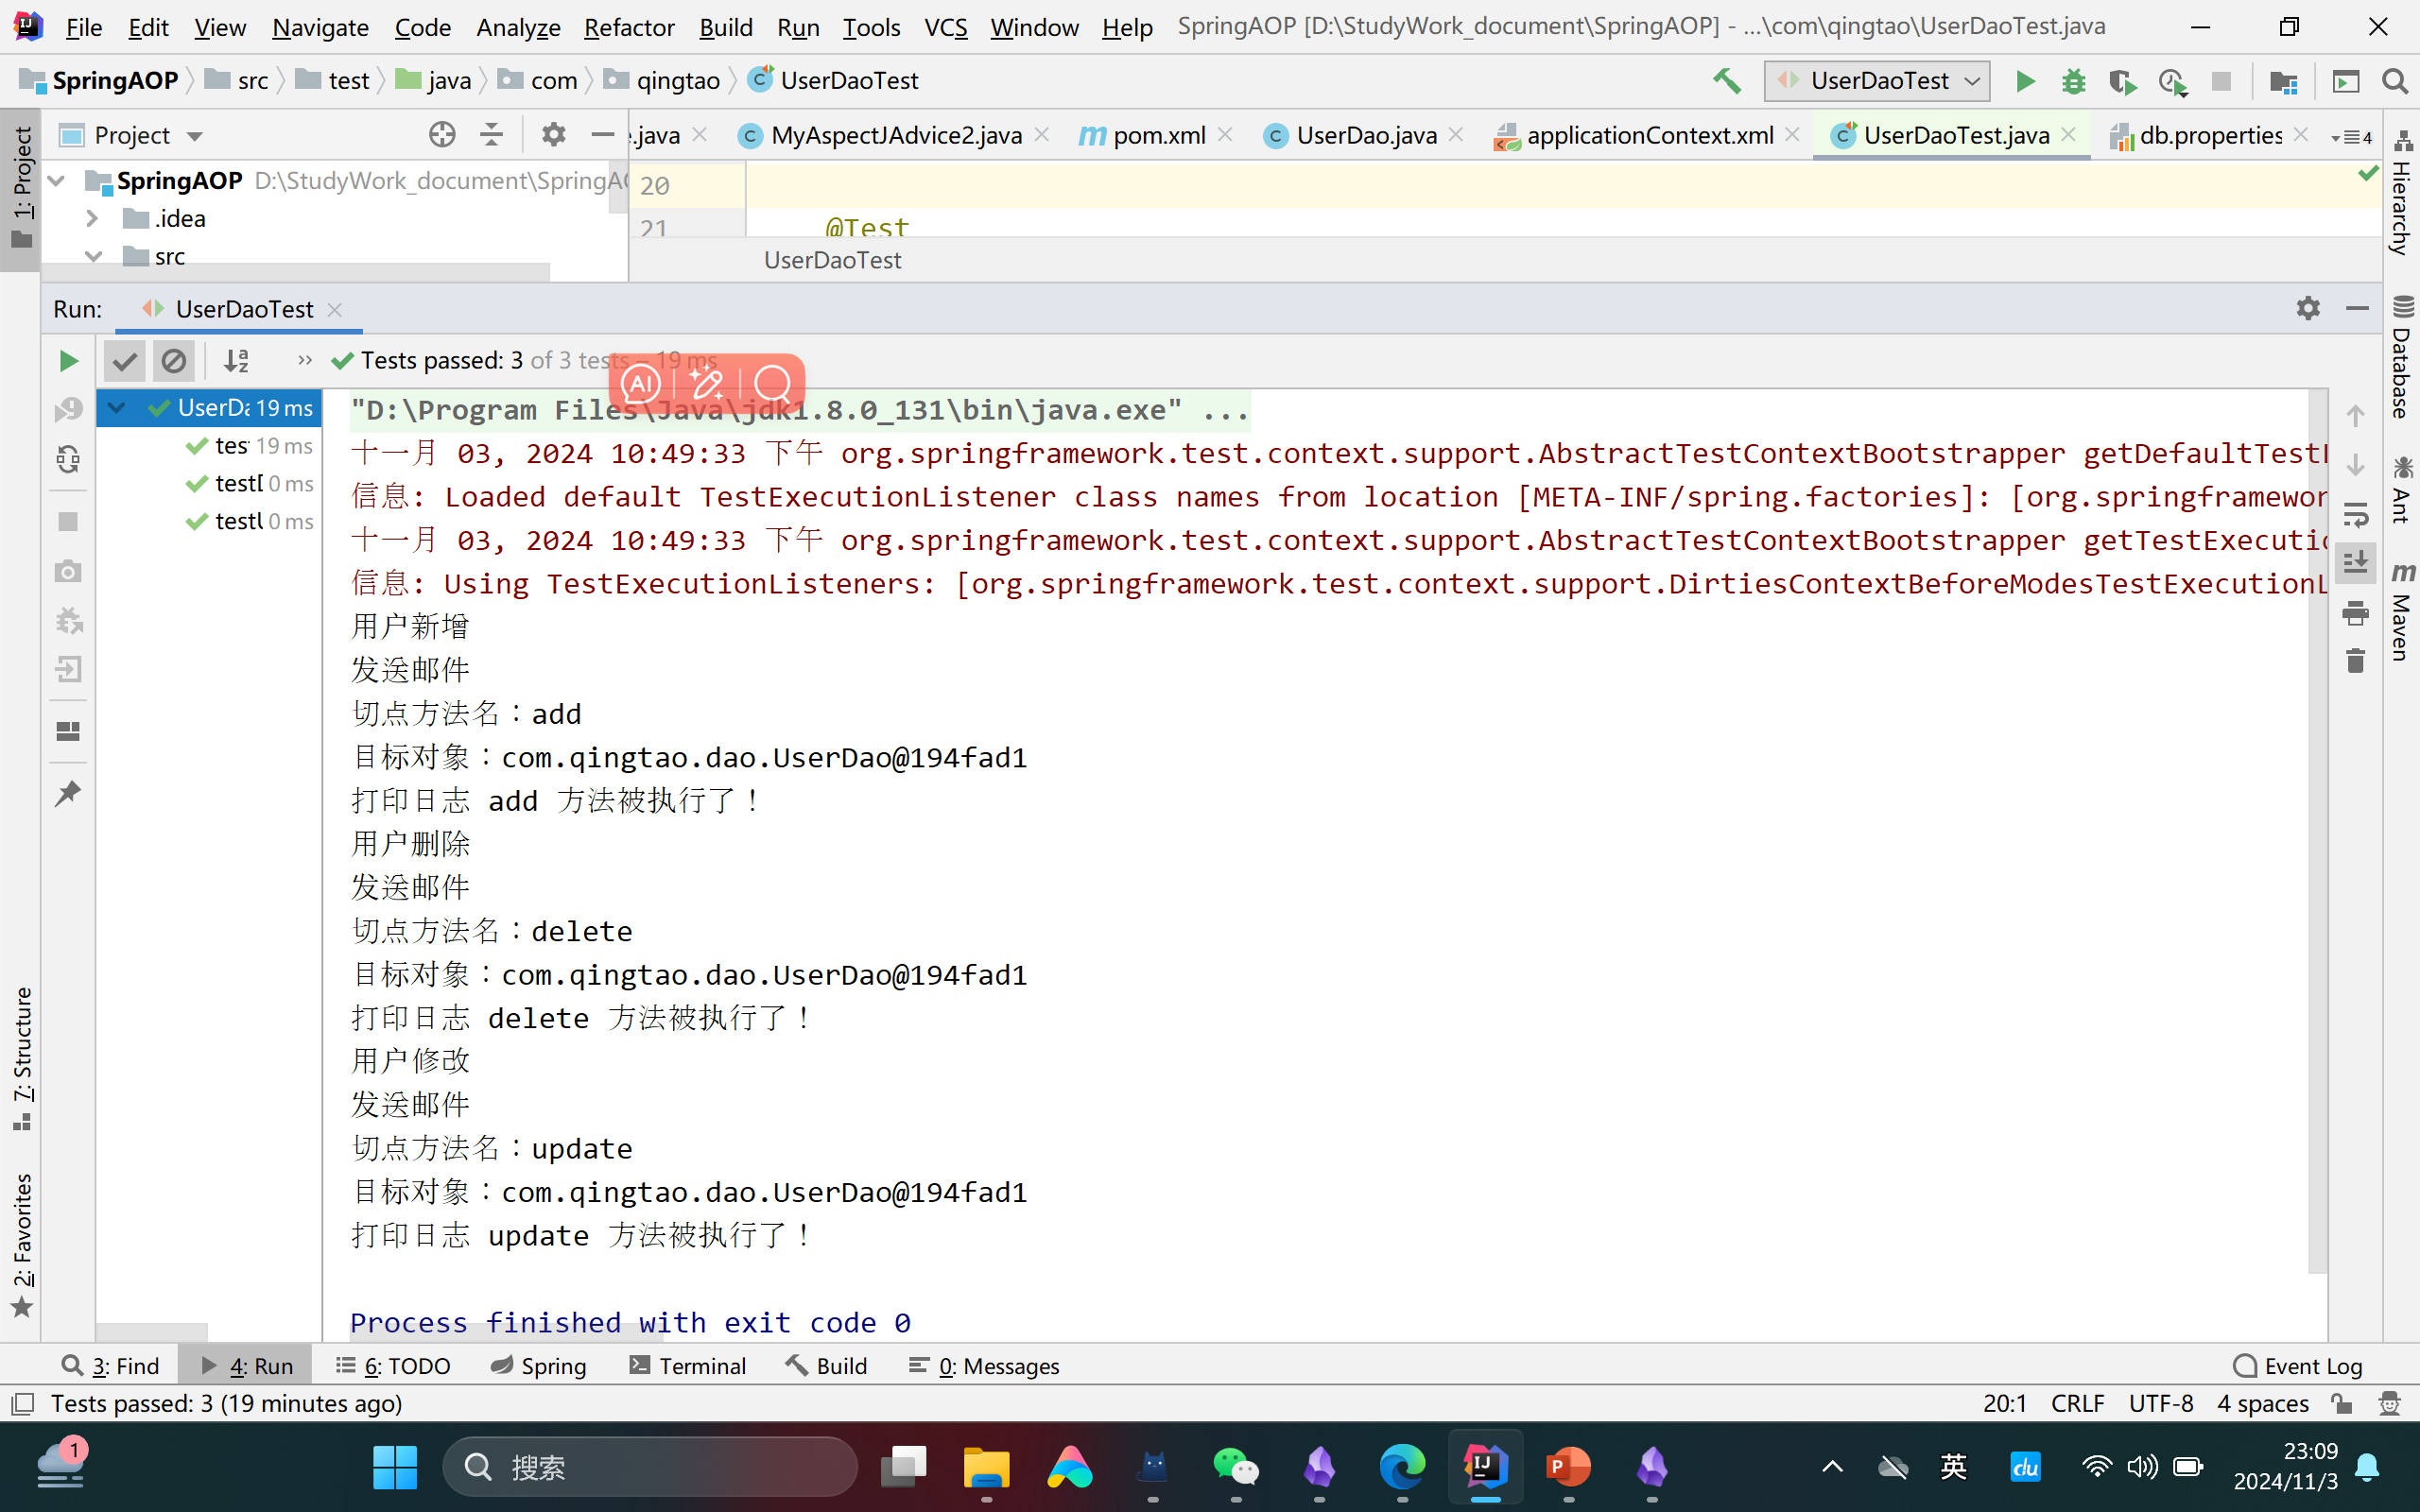 File Edit View Navigate Code Analyze Refactor Build Run Tools VCS Window Help SpringAOP [D:\StudyWork_document\SpringAOP] - ...\com\qingtao\UserDaoTest.java
SpringAOP src test java com qingtao UserDaoTest UserDaoTest
1: Project
Project
.java MyAspectJAdvice2.java pom.xml UserDao.java applicationContext.xml UserDaoTest.java db.properties 4
SpringAOP D:\StudyWork_document\SpringAO
.idea
src
20
21 @Test
UserDaoTest
Hierarchy
Database
Ant
Maven
Run: UserDaoTest
Tests passed: 3 of 3 tests – 19 ms
AI
UserDa 19 ms
tes 19 ms
testD 0 ms
testU 0 ms
"D:\Program Files\Java\jdk1.8.0_131\bin\java.exe" ...
十一月 03, 2024 10:49:33 下午 org.springframework.test.context.support.AbstractTestContextBootstrapper getDefaultTest
信息: Loaded default TestExecutionListener class names from location [META-INF/spring.factories]: [org.springframewor
十一月 03, 2024 10:49:33 下午 org.springframework.test.context.support.AbstractTestContextBootstrapper getTestExecutio
信息: Using TestExecutionListeners: [org.springframework.test.context.support.DirtiesContextBeforeModesTestExecutionL
用户新增
发送邮件
切点方法名：add
目标对象：com.qingtao.dao.UserDao@194fad1
打印日志 add 方法被执行了！
用户删除
发送邮件
切点方法名：delete
目标对象：com.qingtao.dao.UserDao@194fad1
打印日志 delete 方法被执行了！
用户修改
发送邮件
切点方法名：update
目标对象：com.qingtao.dao.UserDao@194fad1
打印日志 update 方法被执行了！
Process finished with exit code 0
7: Structure
2: Favorites
3: Find 4: Run 6: TODO Spring Terminal Build 0: Messages Event Log
Tests passed: 3 (19 minutes ago) 20:1 CRLF UTF-8 4 spaces
1 搜索 英 du 23:09
2024/11/3